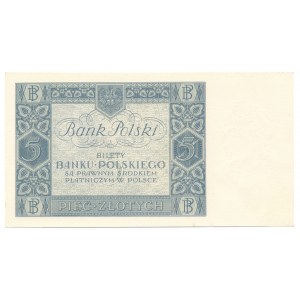 Bank Polski
BILETY
BANKU POLSKIEGO
SĄ PRAWNYM ŚRODKIEM
PŁATNICZYM W POLSCE
5 5
PIĘĆ ZŁOTYCH